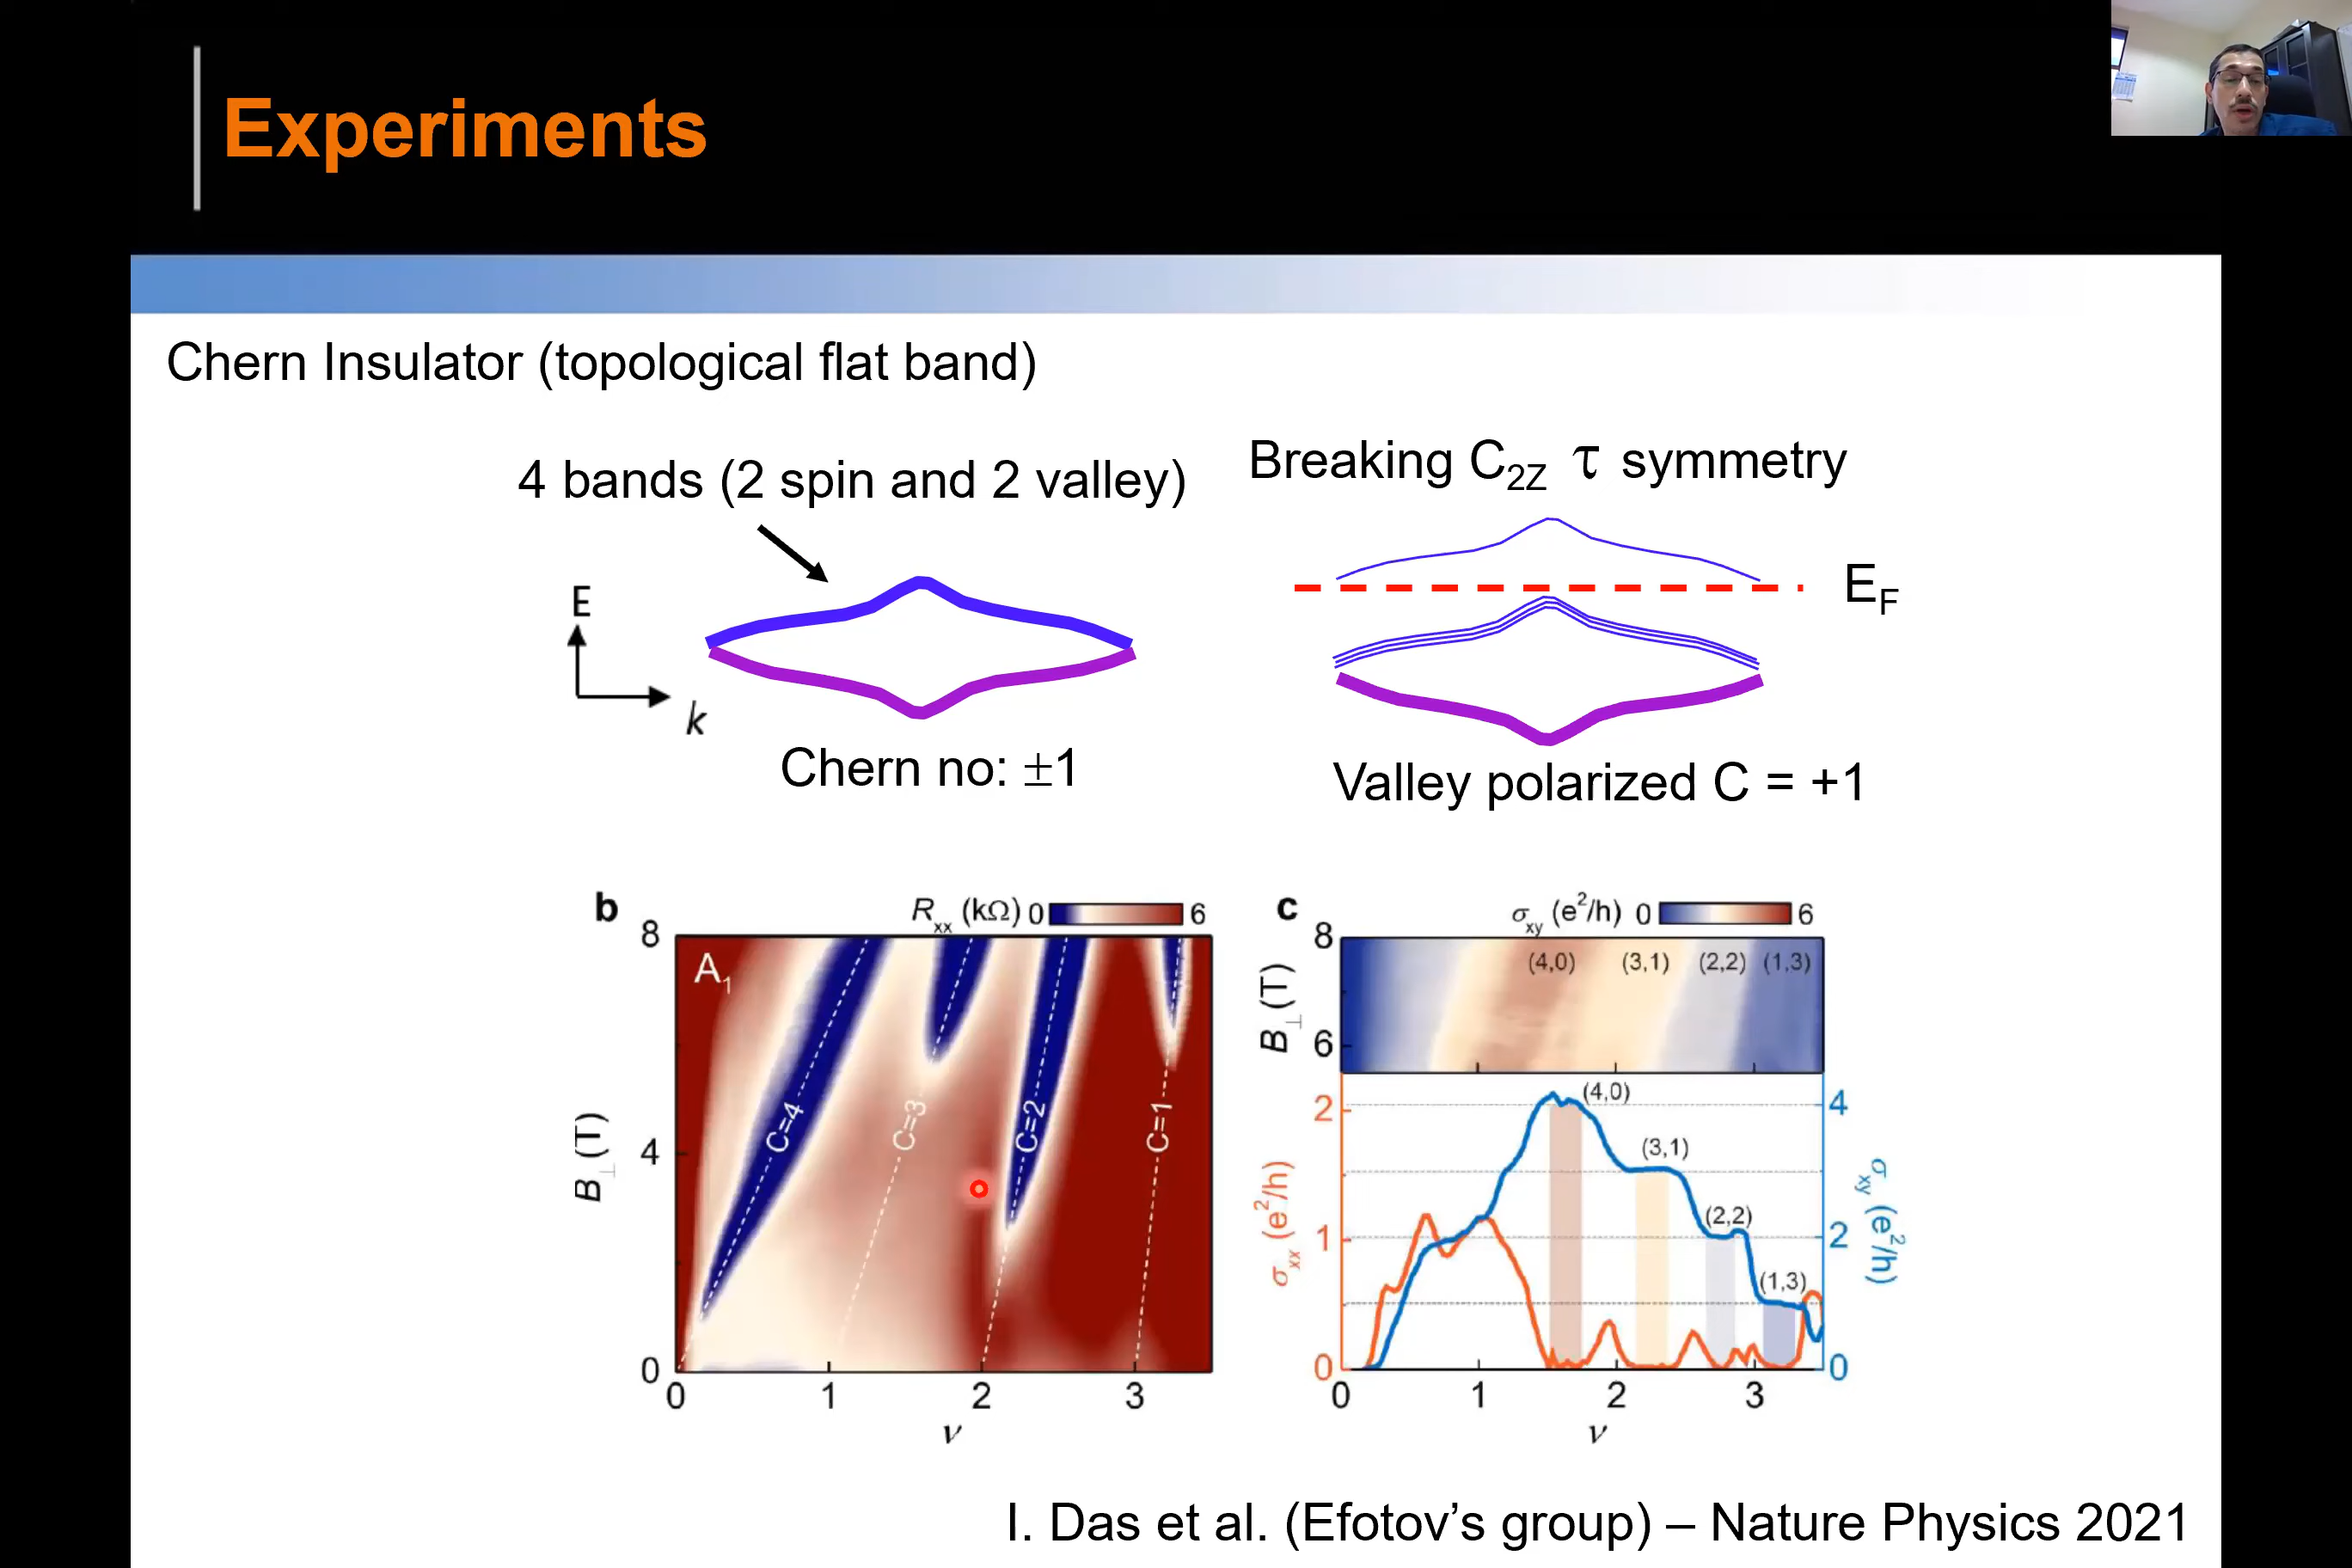 Experiments
Chern Insulator (topological flat band)
4 bands (2 spin and 2 valley)
Breaking C2Z τ symmetry
E
k
EF
Chern no: ±1
Valley polarized C = +1
b
Rxx (kΩ) 0 6
A1
8
4
0
B⊥(T)
C=4
C=3
C=2
C=1
0 1 2 3
ν
c
σxy (e²/h) 0 6
8
6
B⊥(T)
(4,0) (3,1) (2,2) (1,3)
2
1
0
σxx (e²/h)
(4,0)
(3,1)
(2,2)
(1,3)
4
2
0
σxy (e²/h)
0 1 2 3
ν
I. Das et al. (Efotov’s group) – Nature Physics 2021